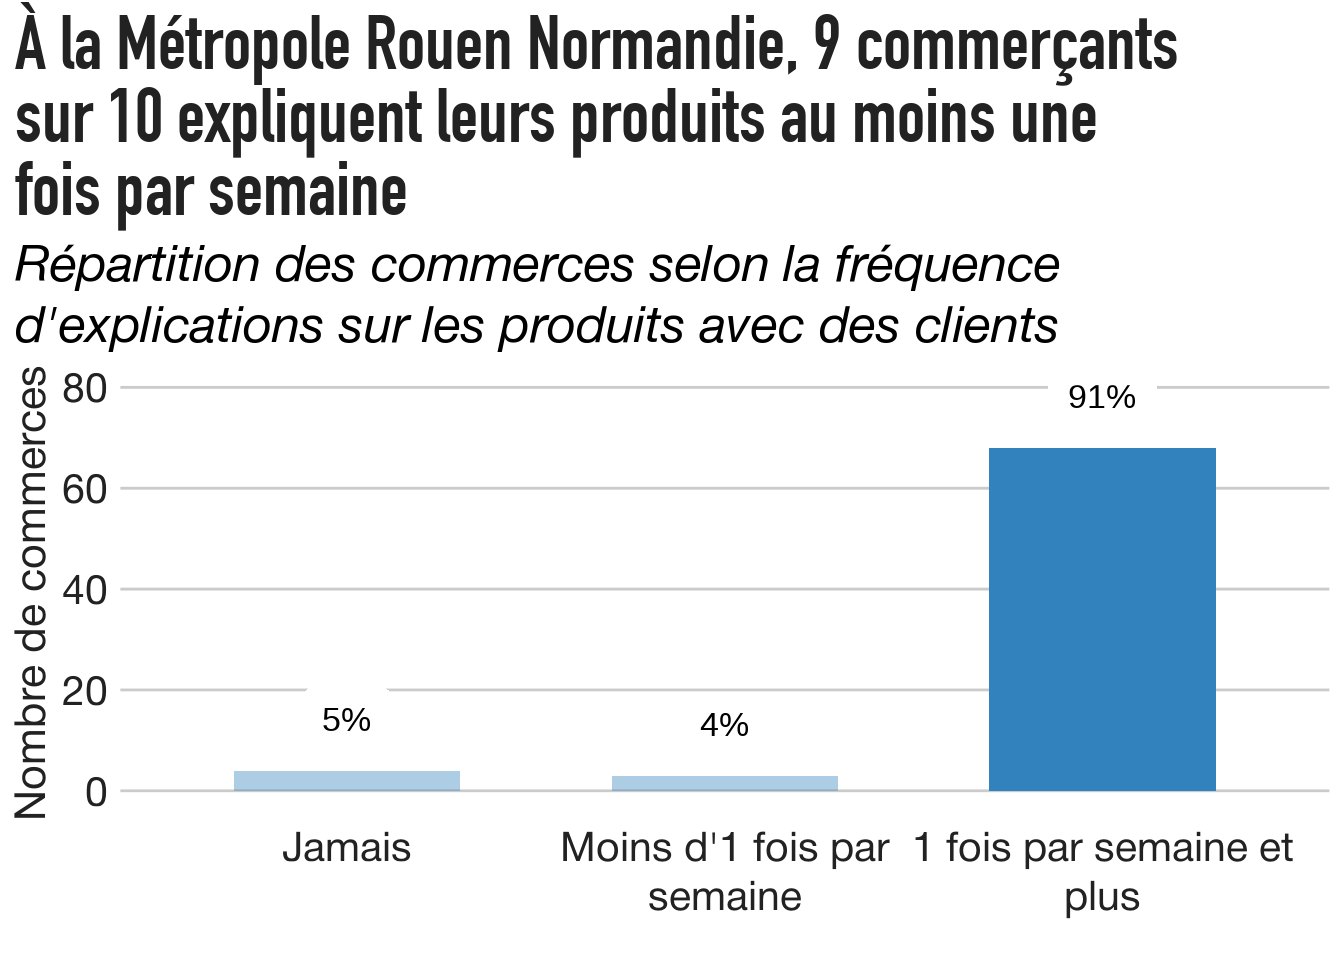 À la Métropole Rouen Normandie, 9 commerçants
sur 10 expliquent leurs produits au moins une
fois par semaine
Répartition des commerces selon la fréquence
d'explications sur les produits avec des clients
Nombre de commerces
80
60
40
20
0
5%
4%
91%
Jamais
Moins d'1 fois par
semaine
1 fois par semaine et
plus